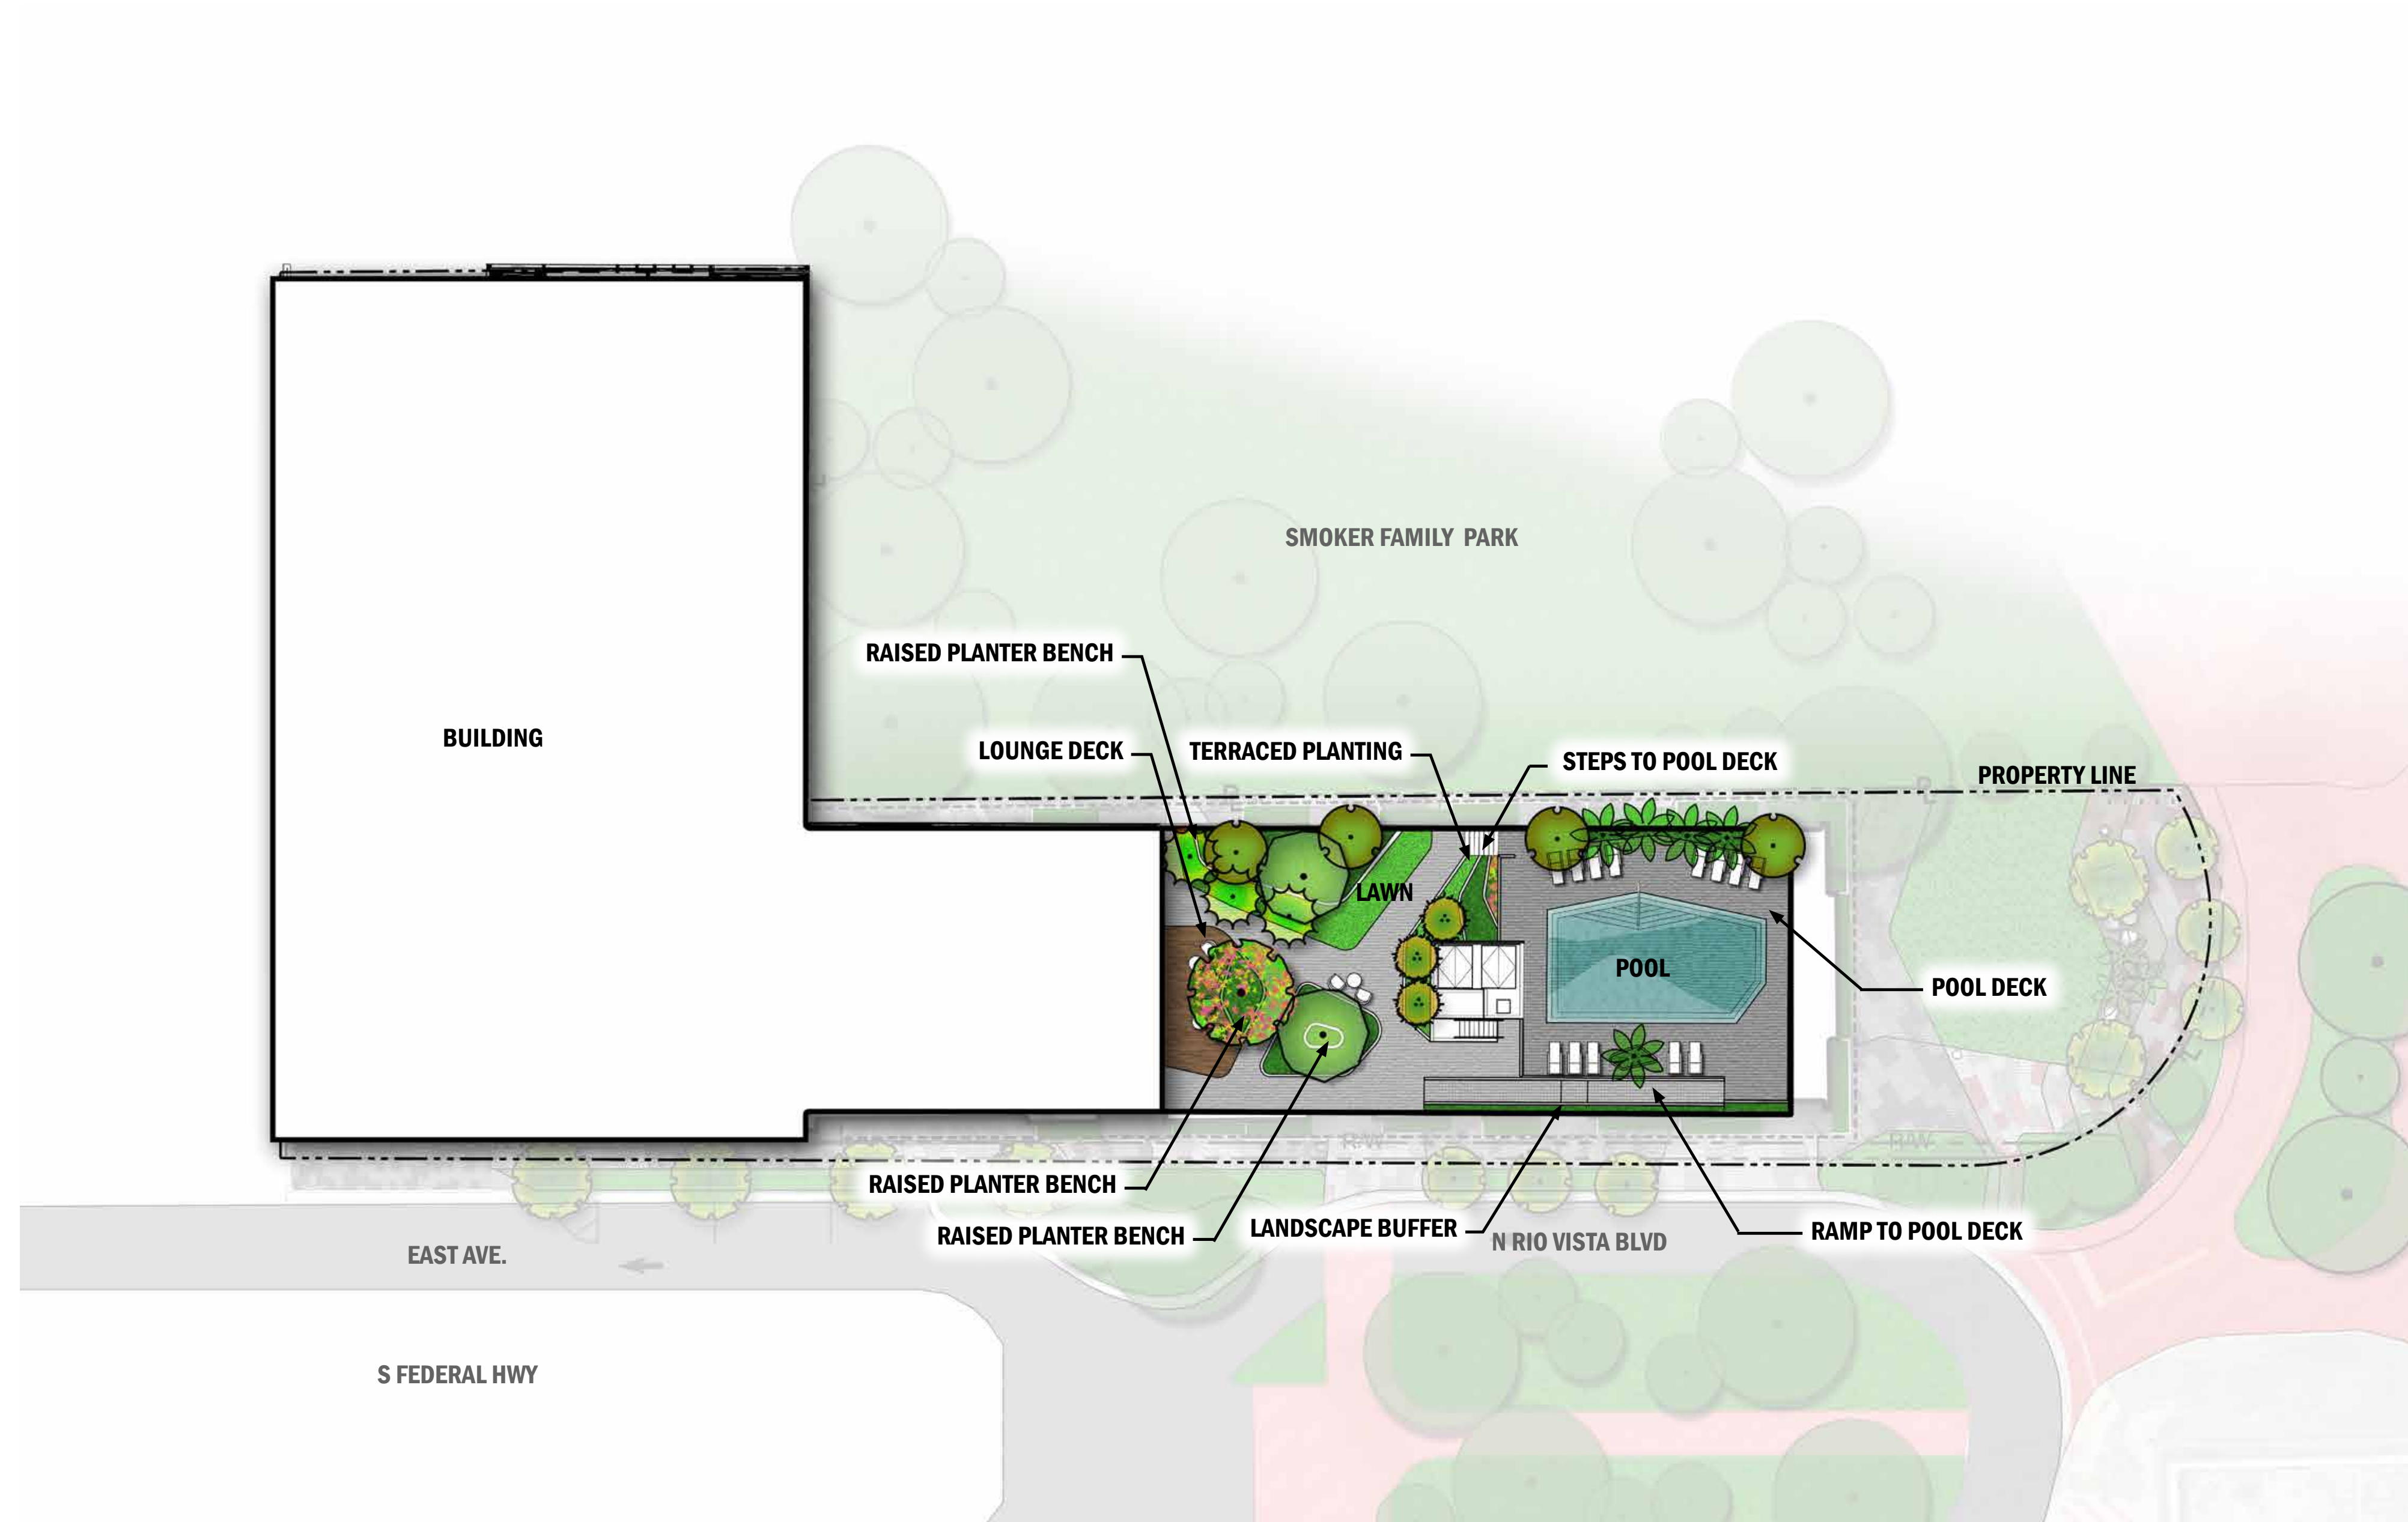 SMOKER FAMILY PARK
RAISED PLANTER BENCH
BUILDING
LOUNGE DECK
TERRACED PLANTING
STEPS TO POOL DECK
PROPERTY LINE
LAWN
POOL
POOL DECK
R/W
R/W
RAISED PLANTER BENCH
RAISED PLANTER BENCH
LANDSCAPE BUFFER
N RIO VISTA BLVD
RAMP TO POOL DECK
EAST AVE.
S FEDERAL HWY